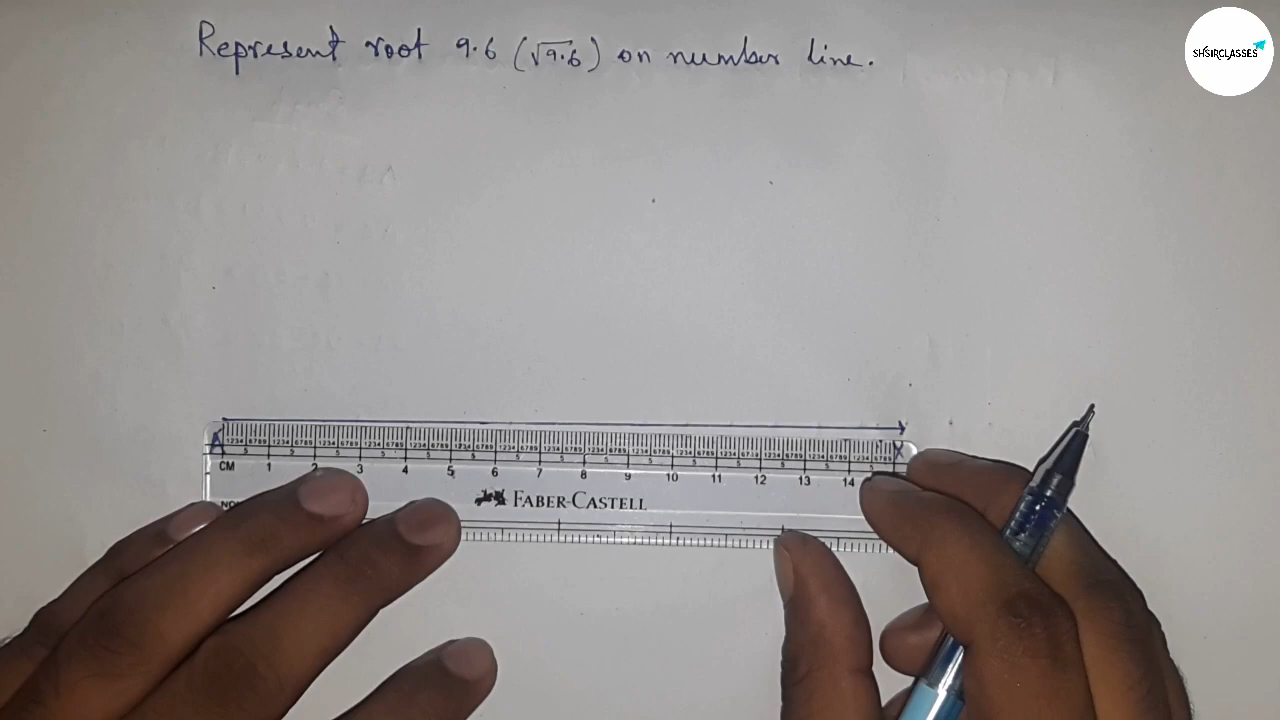 Represent root 9.6 (√9.6) on number line.
SHSIRCLASSES
A X
CM 1 2 3 4 5 6 7 8 9 10 11 12 13 14
FABER-CASTELL